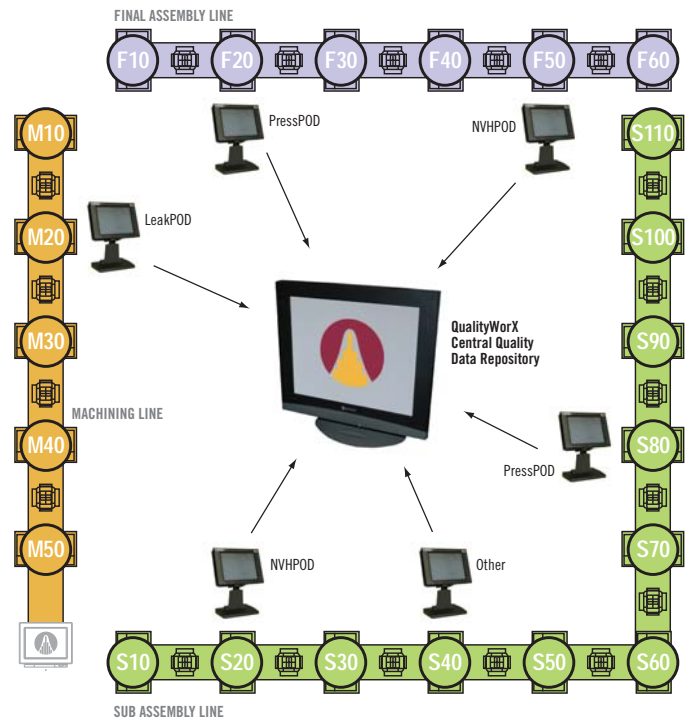 FINAL ASSEMBLY LINE
F10 F20 F30 F40 F50 F60
M10
PressPOD
NVHPOD
S110
M20
LeakPOD
S100
M30
QualityWorX
Central Quality
Data Repository
S90
MACHINING LINE
M40
S80
PressPOD
M50
NVHPOD
Other
S70
S10 S20 S30 S40 S50 S60
SUB ASSEMBLY LINE